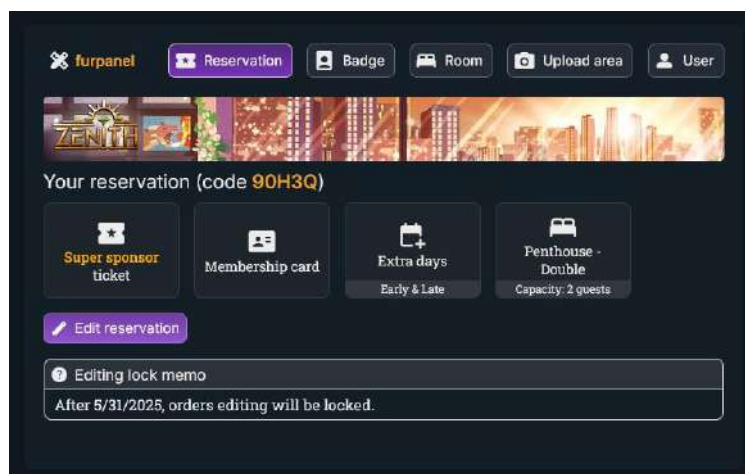 furpanel
Reservation
Badge
Room
Upload area
User
ZENITH
Your reservation (code 90H3Q)
Super sponsor
ticket
Membership card
Extra days
Early & Late
Penthouse -
Double
Capacity: 2 guests
Edit reservation
Editing lock memo
After 5/31/2025, orders editing will be locked.